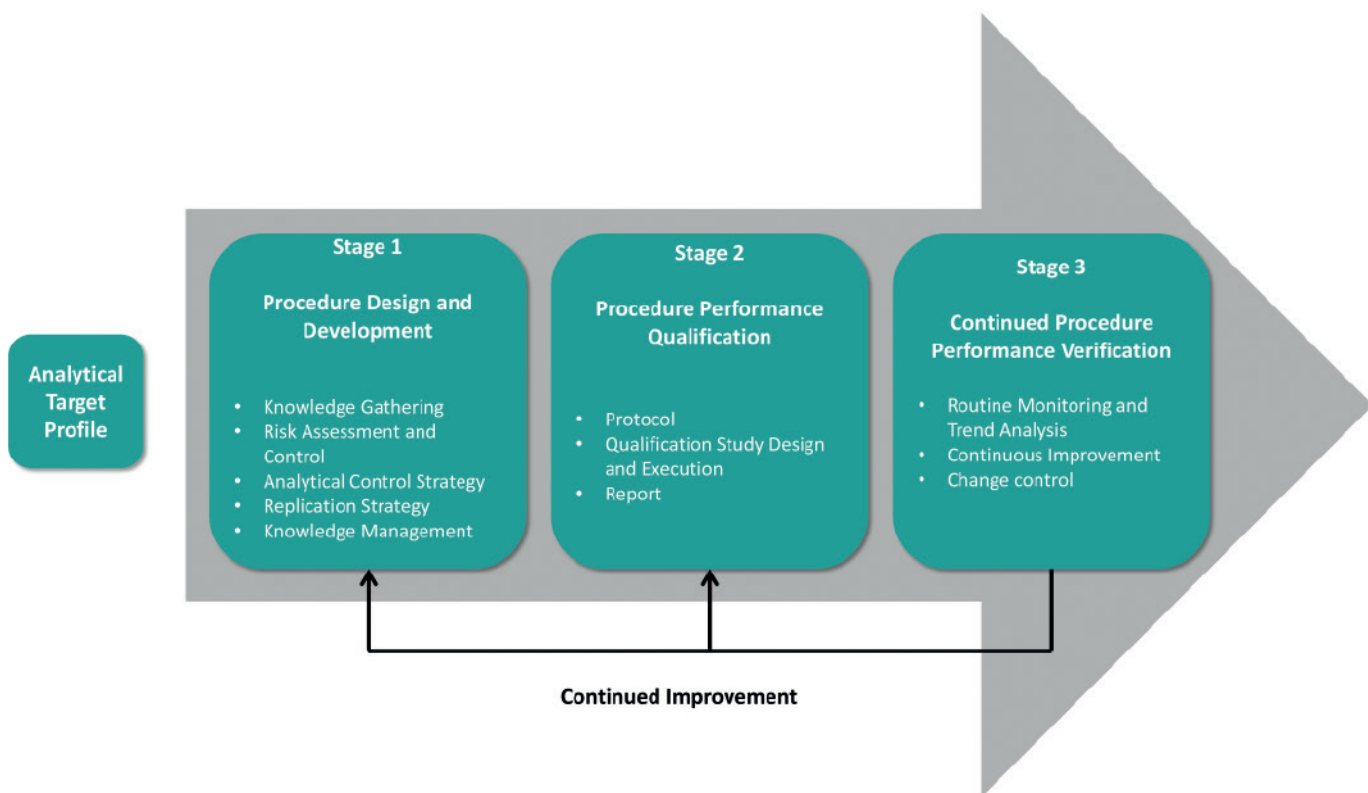 Analytical
Target
Profile
Stage 1
Procedure Design and
Development
• Knowledge Gathering
• Risk Assessment and
Control
• Analytical Control Strategy
• Replication Strategy
• Knowledge Management
Stage 2
Procedure Performance
Qualification
• Protocol
• Qualification Study Design
and Execution
• Report
Stage 3
Continued Procedure
Performance Verification
• Routine Monitoring and
Trend Analysis
• Continuous Improvement
• Change control
Continued Improvement